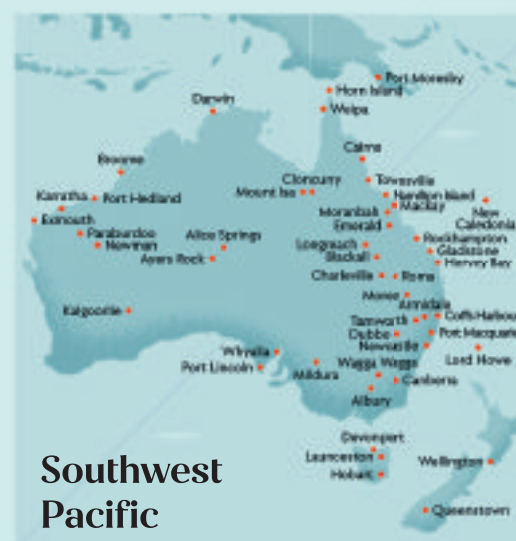 Port Moresby
Horn Island
Darwin
Weipa
Cairns
Broome
Townsville
Cloncurry
Mount Isa
Hamilton Island
Karratha
Port Hedland
Mackay
Moranbah
New
Caledonia
Exmouth
Emerald
Paraburdoo
Alice Springs
Rockhampton
Newman
Longreach
Gladstone
Ayers Rock
Blackall
Hervey Bay
Charleville
Roma
Moree
Armidale
Kalgoorlie
Tamworth
Coffs Harbou
Dubbo
Port Macquarie
Newcastle
Whyalla
Lord Howe
Port Lincoln
Mildura
Wagga Wagga
Canberra
Albury
Devonport
Launceston
Wellington
Hobart
Queenstown
Southwest
Pacific